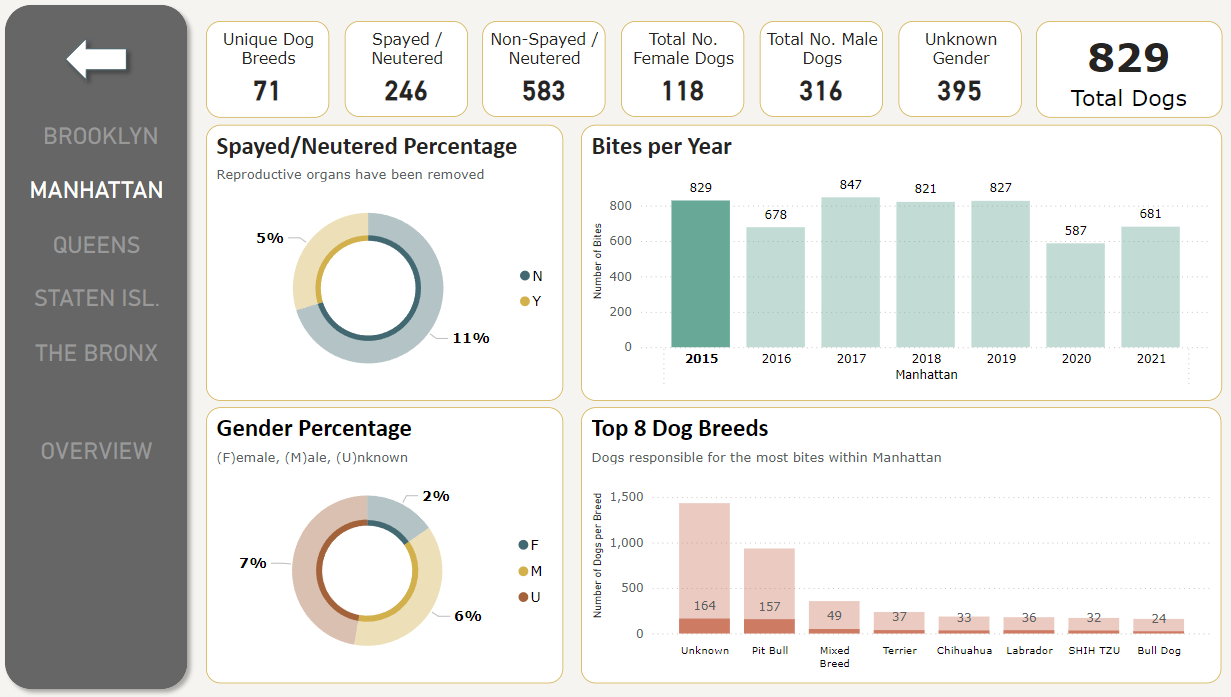 BROOKLYN
MANHATTAN
QUEENS
STATEN ISL.
THE BRONX
OVERVIEW
Unique Dog
Breeds
71
Spayed /
Neutered
246
Non-Spayed /
Neutered
583
Total No.
Female Dogs
118
Total No. Male
Dogs
316
Unknown
Gender
395
829
Total Dogs
Spayed/Neutered Percentage
Reproductive organs have been removed
5%
11%
N
Y
Bites per Year
Number of Bites
800
600
400
200
0
829
678
847
821
827
587
681
2015
2016
2017
2018
2019
2020
2021
Manhattan
Gender Percentage
(F)emale, (M)ale, (U)nknown
2%
7%
6%
F
M
U
Top 8 Dog Breeds
Dogs responsible for the most bites within Manhattan
Number of Dogs per Breed
1,500
1,000
500
0
164
157
49
37
33
36
32
24
Unknown
Pit Bull
Mixed
Breed
Terrier
Chihuahua
Labrador
SHIH TZU
Bull Dog